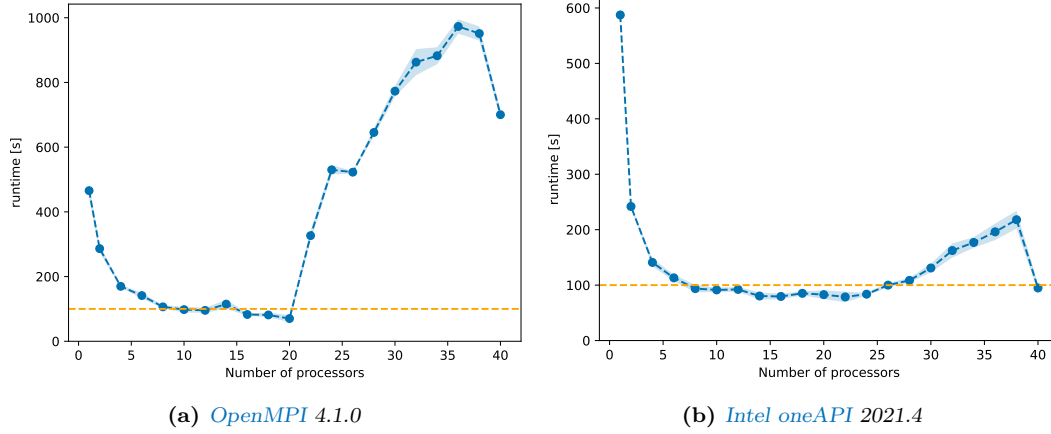 1000
800
600
400
200
0
runtime [s]
0 5 10 15 20 25 30 35 40
Number of processors
(a) OpenMPI 4.1.0
600
500
400
300
200
100
0
runtime [s]
0 5 10 15 20 25 30 35 40
Number of processors
(b) Intel oneAPI 2021.4